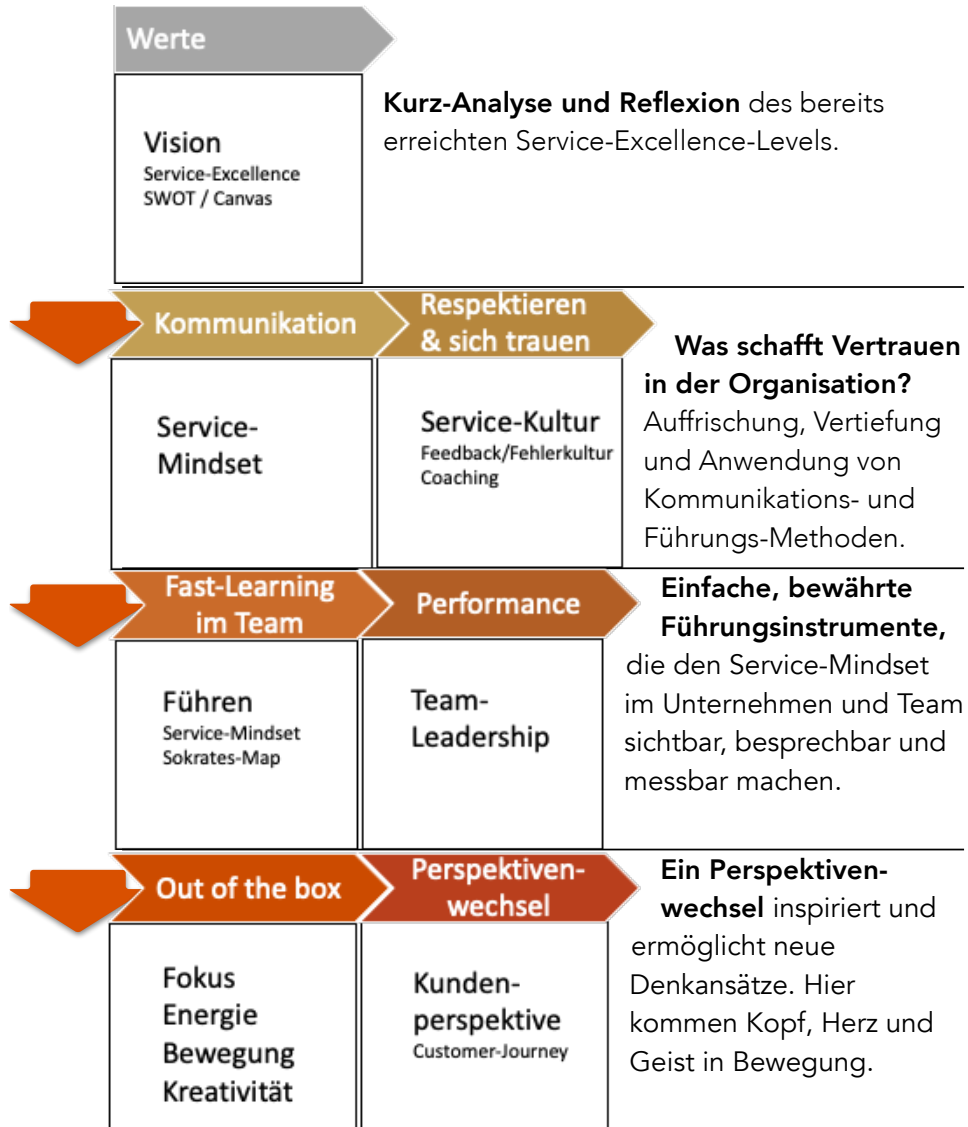 Werte
Vision
Service-Excellence
SWOT / Canvas
Kurz-Analyse und Reflexion des bereits
erreichten Service-Excellence-Levels.
Kommunikation
Service-
Mindset
Respektieren
& sich trauen
Service-Kultur
Feedback/Fehlerkultur
Coaching
Was schafft Vertrauen
in der Organisation?
Auffrischung, Vertiefung
und Anwendung von
Kommunikations- und
Führungs-Methoden.
Fast-Learning
im Team
Führen
Service-Mindset
Sokrates-Map
Performance
Team-
Leadership
Einfache, bewährte
Führungsinstrumente,
die den Service-Mindset
im Unternehmen und Team
sichtbar, besprechbar und
messbar machen.
Out of the box
Fokus
Energie
Bewegung
Kreativität
Perspektiven-
wechsel
Kunden-
perspektive
Customer-Journey
Ein Perspektiven-
wechsel inspiriert und
ermöglicht neue
Denkansätze. Hier
kommen Kopf, Herz und
Geist in Bewegung.